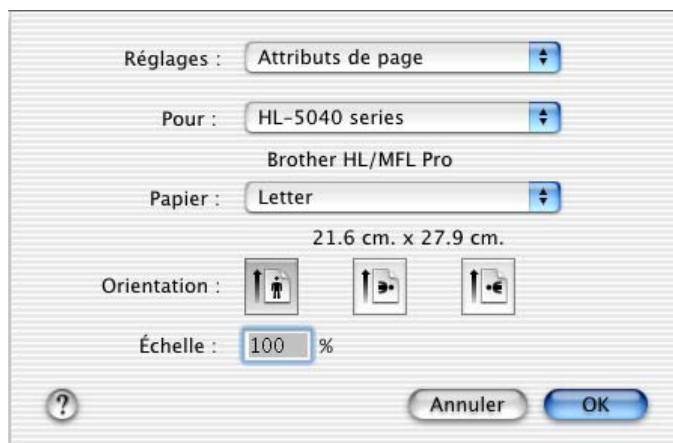 Réglages : Attributs de page
Pour : HL-5040 series
Brother HL/MFL Pro
Papier : Letter
21.6 cm. x 27.9 cm.
Orientation :
Échelle : 100 %
? Annuler OK